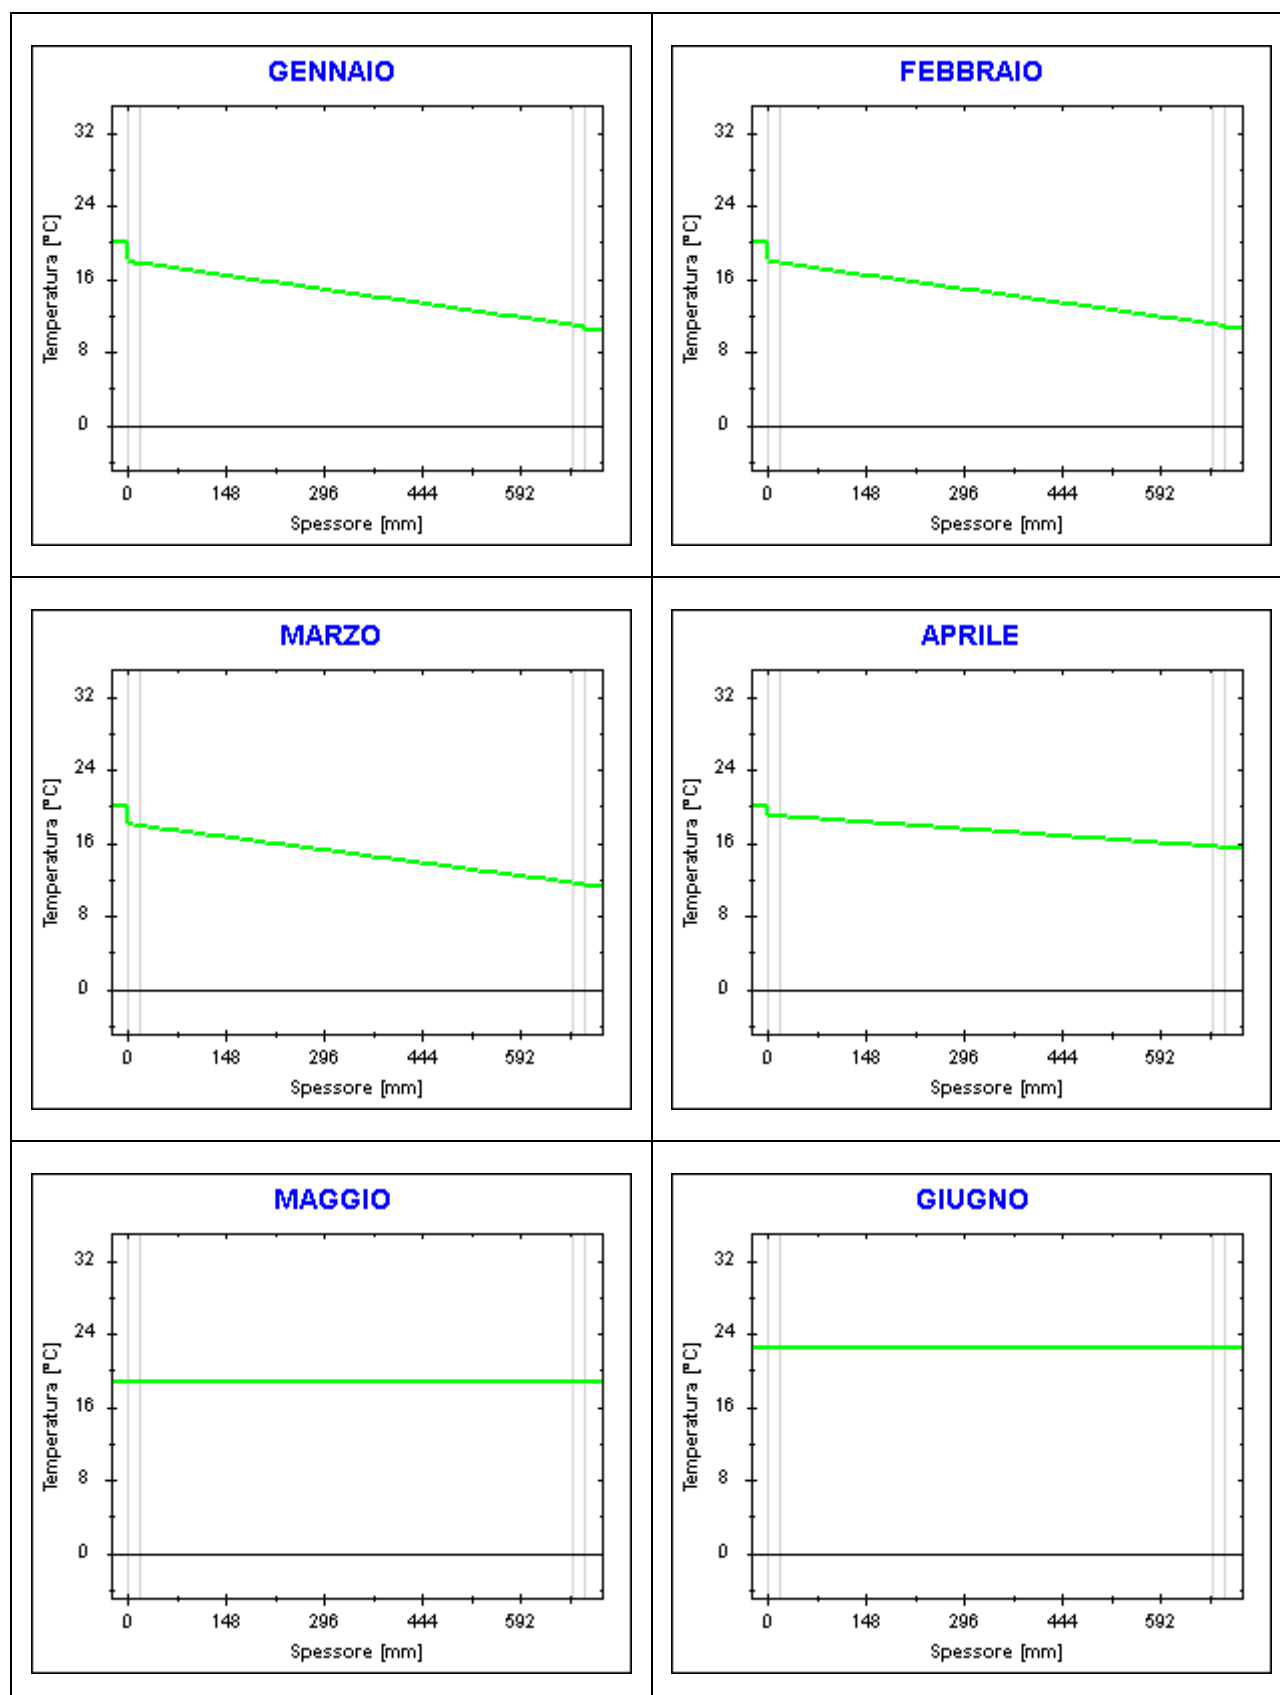 GENNAIO
32
24
16
8
0
Temperatura [°C]
0 148 296 444 592
Spessore [mm]
FEBBRAIO
32
24
16
8
0
Temperatura [°C]
0 148 296 444 592
Spessore [mm]
MARZO
32
24
16
8
0
Temperatura [°C]
0 148 296 444 592
Spessore [mm]
APRILE
32
24
16
8
0
Temperatura [°C]
0 148 296 444 592
Spessore [mm]
MAGGIO
32
24
16
8
0
Temperatura [°C]
0 148 296 444 592
Spessore [mm]
GIUGNO
32
24
16
8
0
Temperatura [°C]
0 148 296 444 592
Spessore [mm]